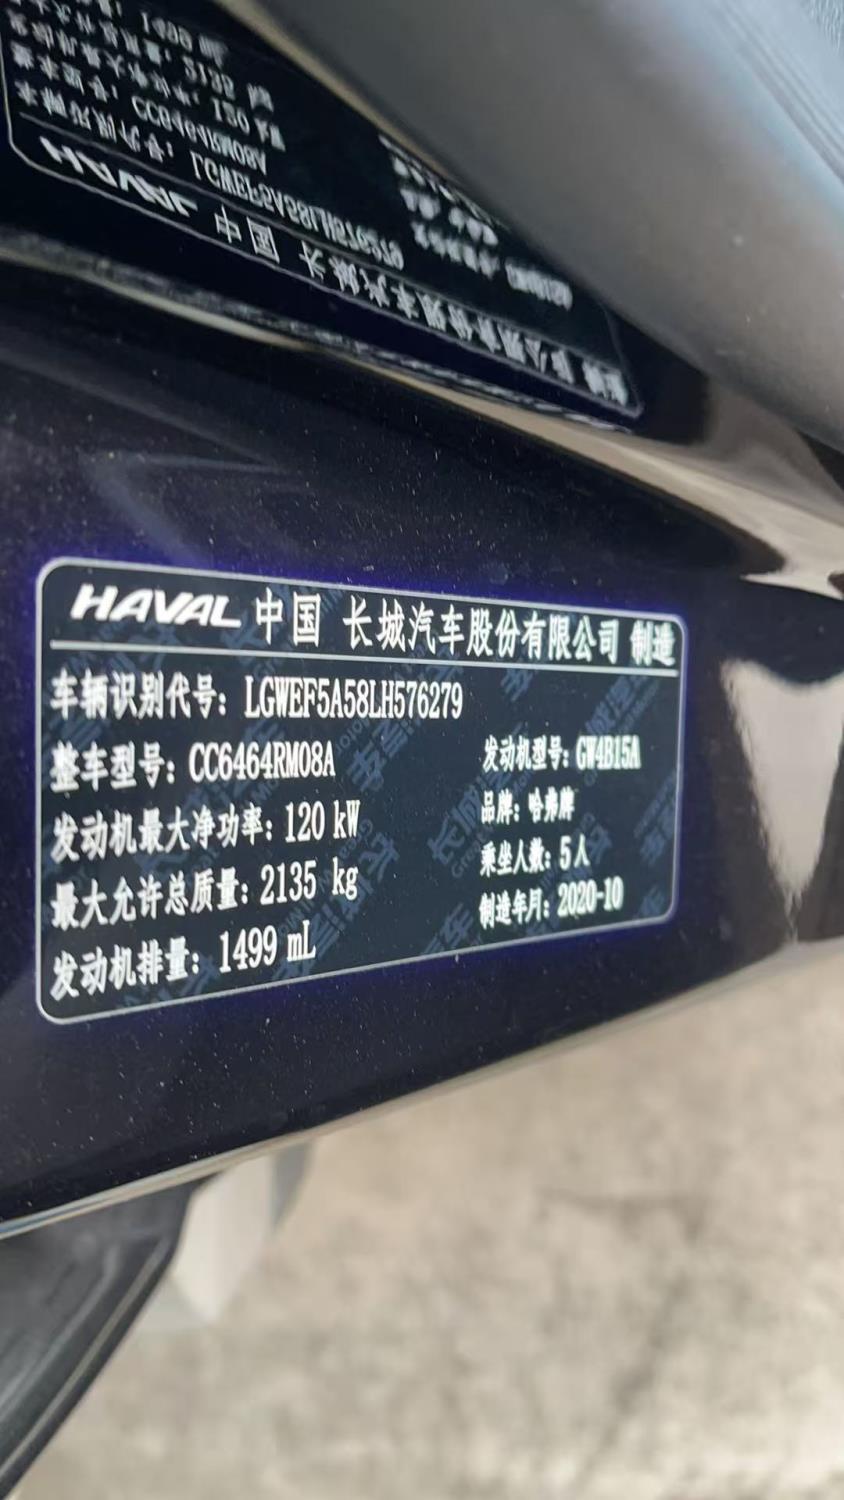 HAVAL 中国 长城汽车股份有限公司 制造
车辆识别代号: LGWEF5A58LH576279
整车型号: CC6464RM08A
发动机型号: GW4B15A
发动机最大净功率: 120 kW
品牌: 哈弗牌
最大允许总质量: 2135 kg
乘坐人数: 5人
发动机排量: 1499 mL
制造年月: 2020-10